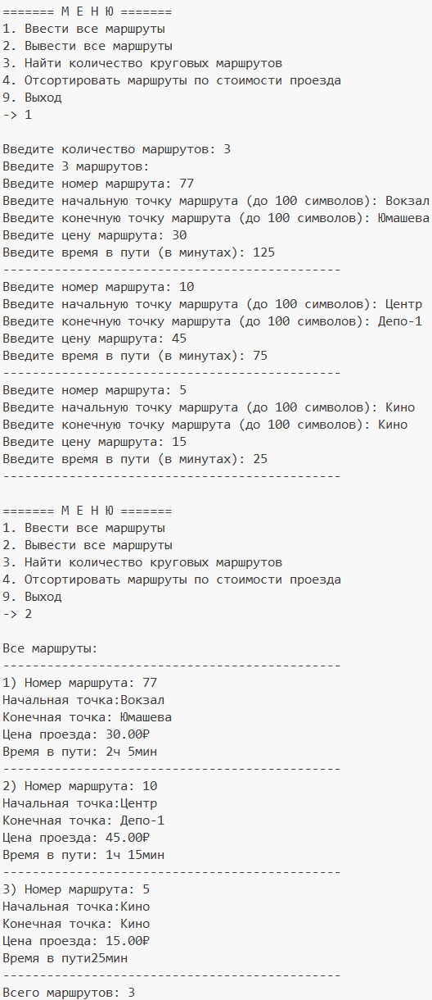 ======= М Е Н Ю =======
1. Ввести все маршруты
2. Вывести все маршруты
3. Найти количество круговых маршрутов
4. Отсортировать маршруты по стоимости проезда
9. Выход
-> 1
Введите количество маршрутов: 3
Введите 3 маршрутов:
Введите номер маршрута: 77
Введите начальную точку маршрута (до 100 символов): Вокзал
Введите конечную точку маршрута (до 100 символов): Юмашева
Введите цену маршрута: 30
Введите время в пути (в минутах): 125
----------------------------------------------
Введите номер маршрута: 10
Введите начальную точку маршрута (до 100 символов): Центр
Введите конечную точку маршрута (до 100 символов): Депо-1
Введите цену маршрута: 45
Введите время в пути (в минутах): 75
----------------------------------------------
Введите номер маршрута: 5
Введите начальную точку маршрута (до 100 символов): Кино
Введите конечную точку маршрута (до 100 символов): Кино
Введите цену маршрута: 15
Введите время в пути (в минутах): 25
----------------------------------------------
======= М Е Н Ю =======
1. Ввести все маршруты
2. Вывести все маршруты
3. Найти количество круговых маршрутов
4. Отсортировать маршруты по стоимости проезда
9. Выход
-> 2
Все маршруты:
----------------------------------------------
1) Номер маршрута: 77
Начальная точка:Вокзал
Конечная точка: Юмашева
Цена проезда: 30.00₽
Время в пути: 2ч 5мин
----------------------------------------------
2) Номер маршрута: 10
Начальная точка:Центр
Конечная точка: Депо-1
Цена проезда: 45.00₽
Время в пути: 1ч 15мин
----------------------------------------------
3) Номер маршрута: 5
Начальная точка:Кино
Конечная точка: Кино
Цена проезда: 15.00₽
Время в пути25мин
----------------------------------------------
Всего маршрутов: 3